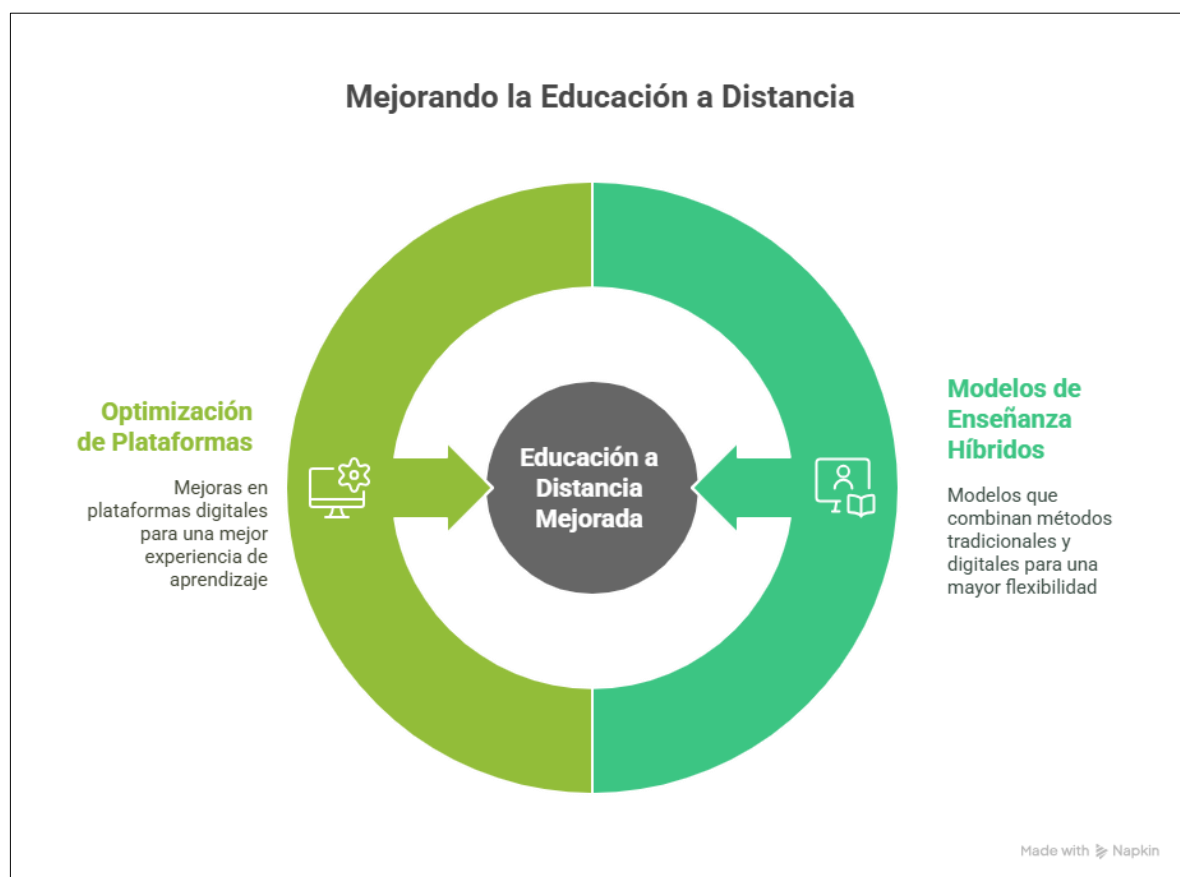 Mejorando la Educación a Distancia
Optimización
de Plataformas
Mejoras en
plataformas digitales
para una mejor
experiencia de
aprendizaje
Educación a
Distancia
Mejorada
Modelos de
Enseñanza
Híbridos
Modelos que
combinan métodos
tradicionales y
digitales para una
mayor flexibilidad
Made with Napkin